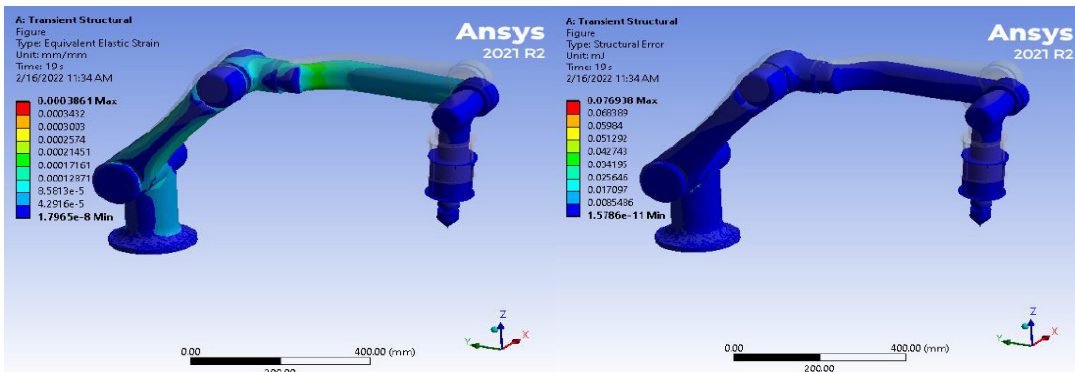 A: Transient Structural
Figure
Type: Equivalent Elastic Strain
Unit: mm/mm
Time: 19 s
2/16/2022 11:34 AM
Ansys
2021 R2
0.0003861 Max
0.0003432
0.0003003
0.0002574
0.00021451
0.00017161
0.00012871
8.5813e-5
4.2916e-5
1.7965e-8 Min
Z
Y
X
0.00
400.00 (mm)
200.00
A: Transient Structural
Figure
Type: Structural Error
Unit: mJ
Time: 19 s
2/16/2022 11:34 AM
Ansys
2021 R2
0.076938 Max
0.068389
0.05984
0.051292
0.042743
0.034195
0.025646
0.017097
0.0085486
1.5786e-11 Min
Z
Y
X
0.00
400.00 (mm)
200.00